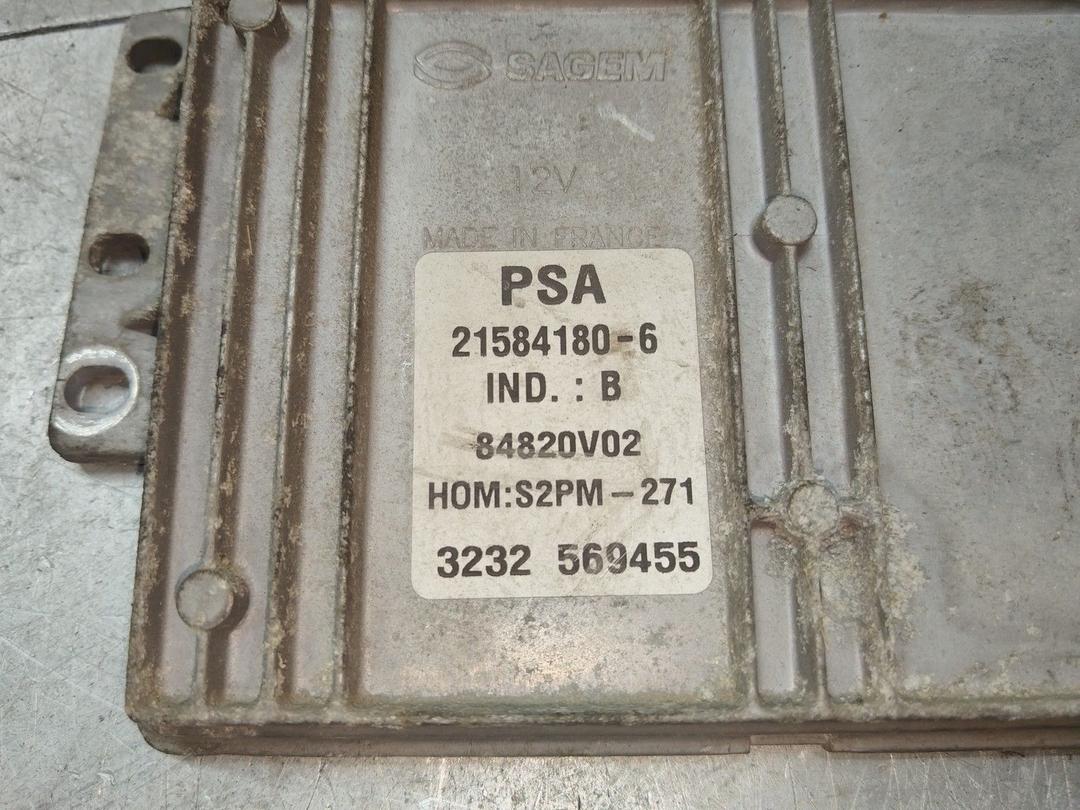 SAGEM
12V
MADE IN FRANCE
PSA
21584180-6
IND. : B
84820V02
HOM:S2PM-271
3232 569455